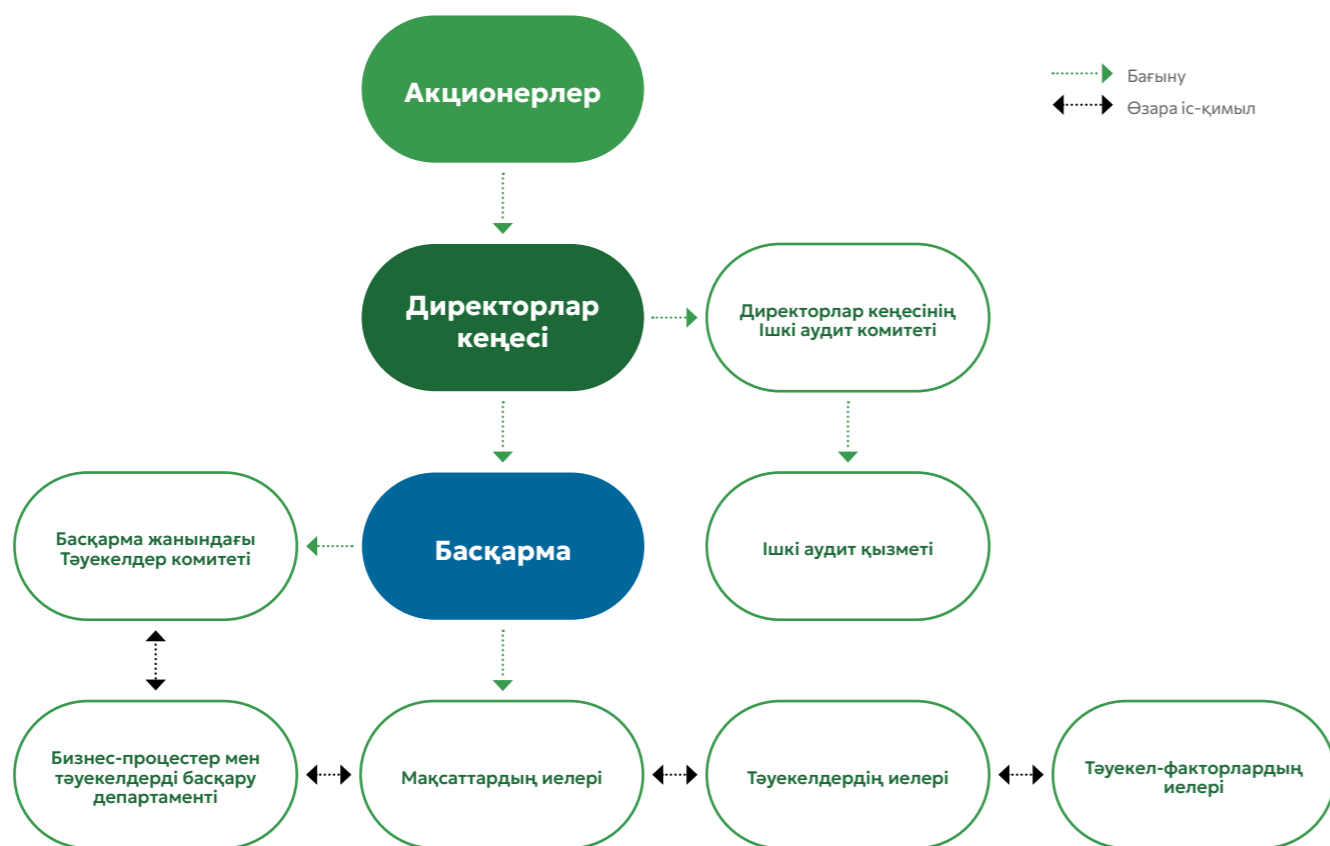 Акционерлер
Бағыну
Өзара іс-қимыл
Директорлар
кеңесі
Директорлар кеңесінің
Ішкі аудит комитеті
Басқарма жанындағы
Тәуекелдер комитеті
Басқарма
Ішкі аудит қызметі
Бизнес-процестер мен
тәуекелдерді басқару
департаменті
Мақсаттардың иелері
Тәуекелдердің иелері
Тәуекел-факторлардың
иелері